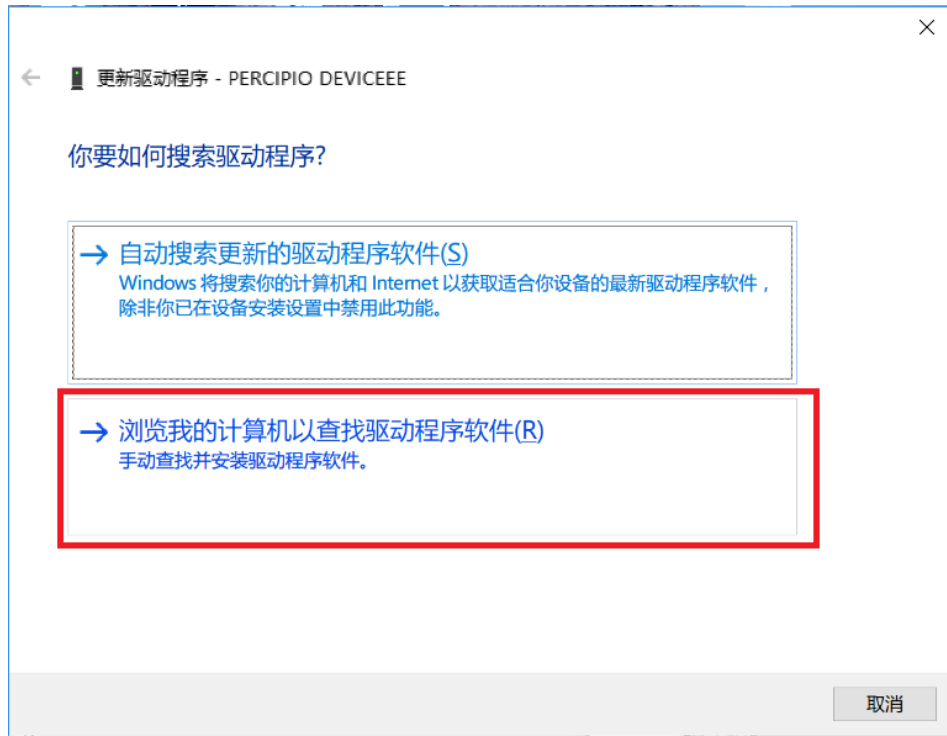 更新驱动程序 - PERCIPIO DEVICEEE
你要如何搜索驱动程序?
自动搜索更新的驱动程序软件(S)
Windows 将搜索你的计算机和 Internet 以获取适合你设备的最新驱动程序软件，
除非你已在设备安装设置中禁用此功能。
浏览我的计算机以查找驱动程序软件(R)
手动查找并安装驱动程序软件。
取消